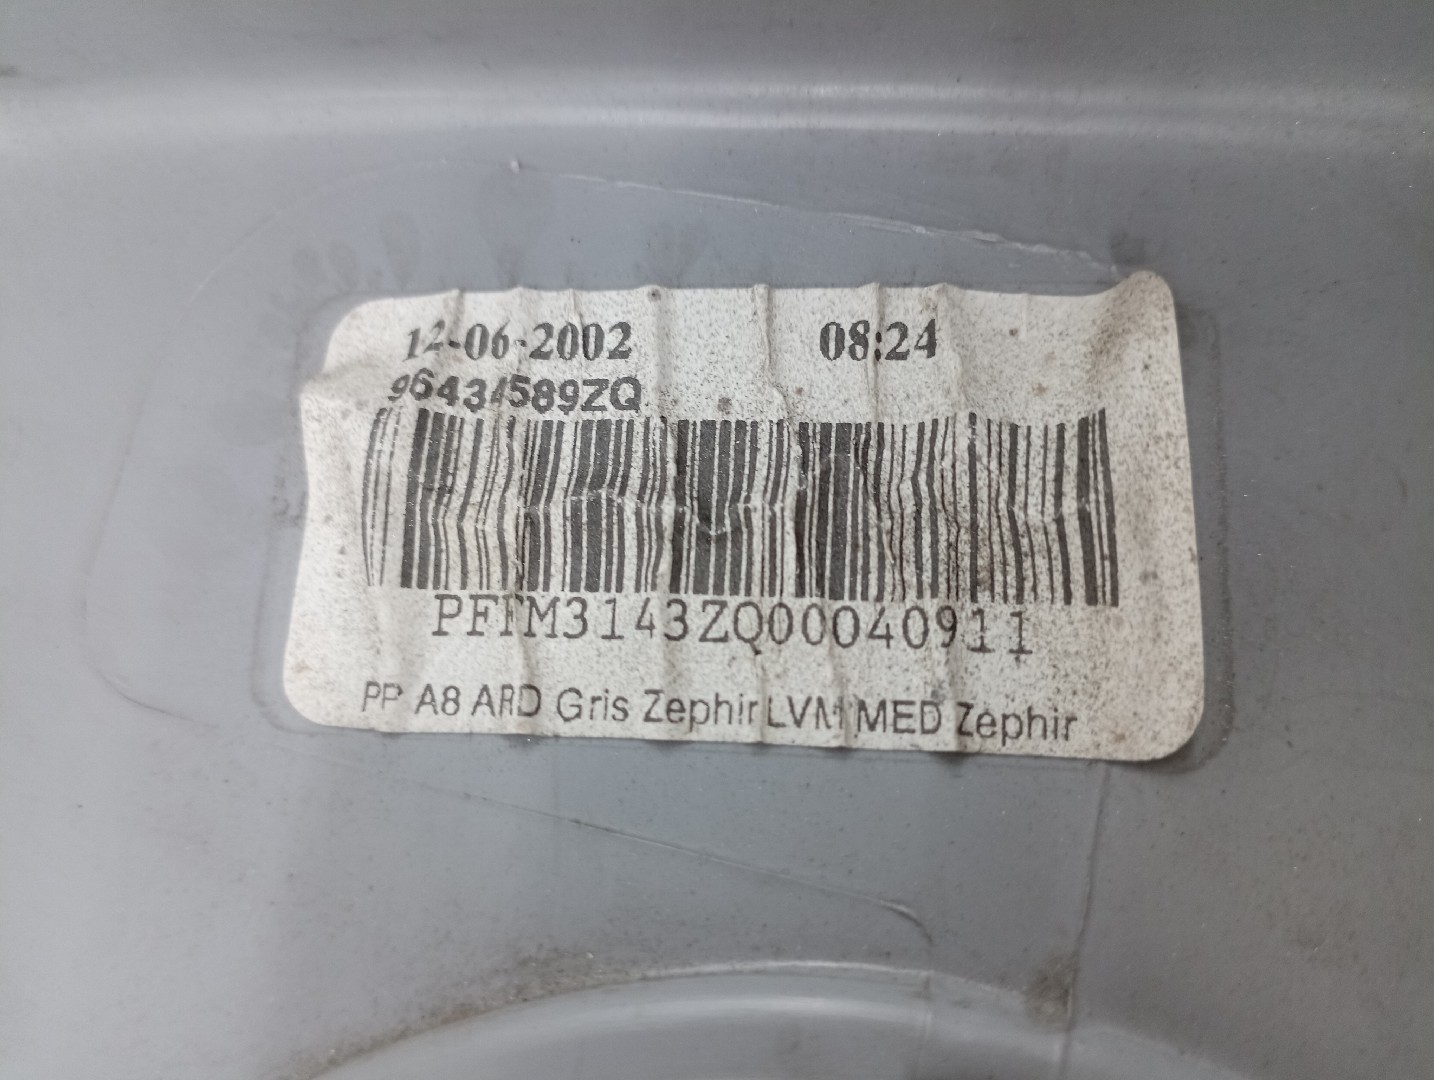 12-06-2002 08:24
96434589ZQ
PFFM3143ZQ00040911
PP A8 ARD Gris Zephir LVM MED Zephir